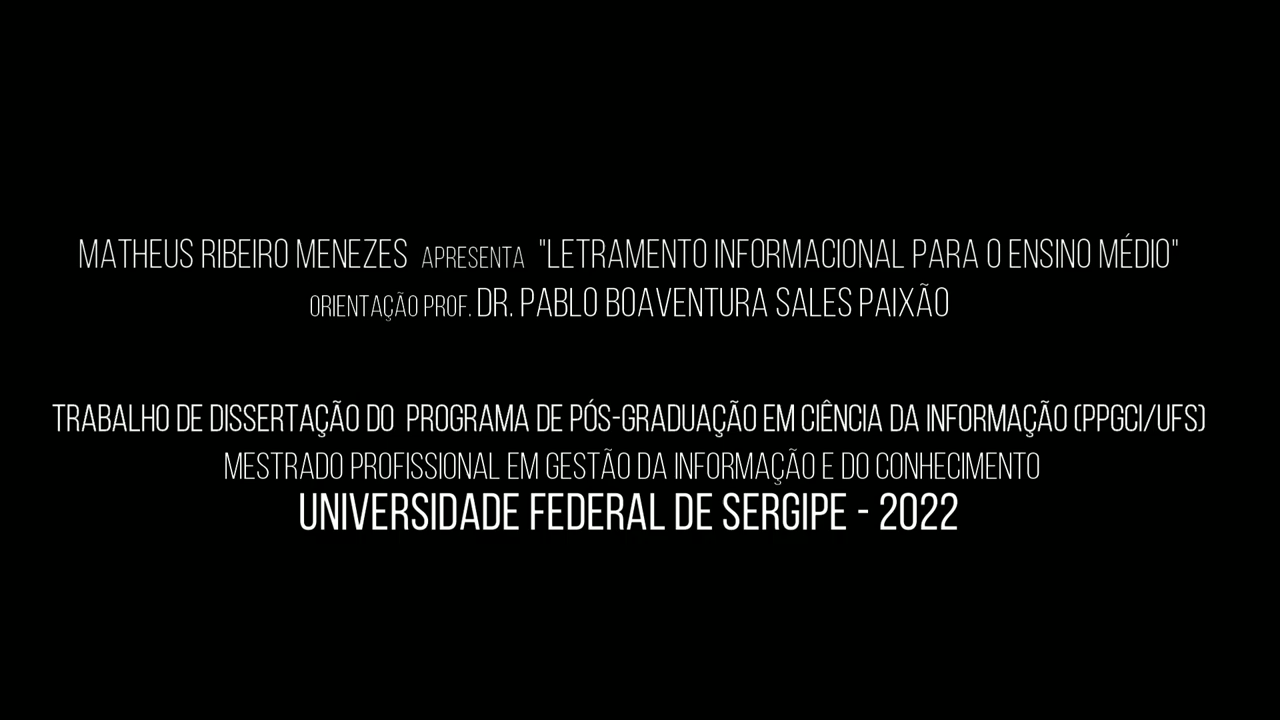 MATHEUS RIBEIRO MENEZES APRESENTA "LETRAMENTO INFORMACIONAL PARA O ENSINO MÉDIO"
ORIENTAÇÃO PROF. DR. PABLO BOAVENTURA SALES PAIXÃO
TRABALHO DE DISSERTAÇÃO DO PROGRAMA DE PÓS-GRADUAÇÃO EM CIÊNCIA DA INFORMAÇÃO (PPGCI/UFS)
MESTRADO PROFISSIONAL EM GESTÃO DA INFORMAÇÃO E DO CONHECIMENTO
UNIVERSIDADE FEDERAL DE SERGIPE - 2022